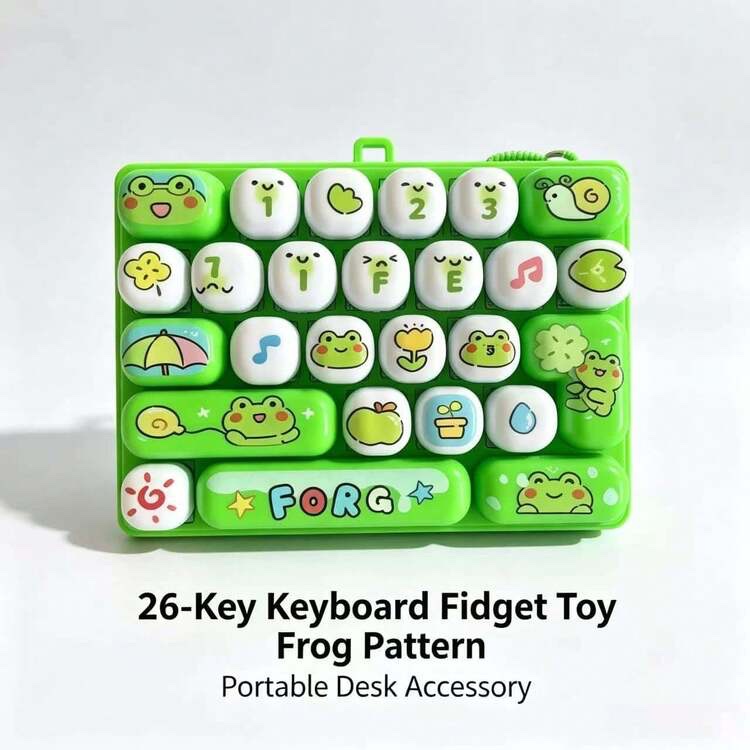 1 2 3
7 I F E
5
FORG
26-Key Keyboard Fidget Toy
Frog Pattern
Portable Desk Accessory